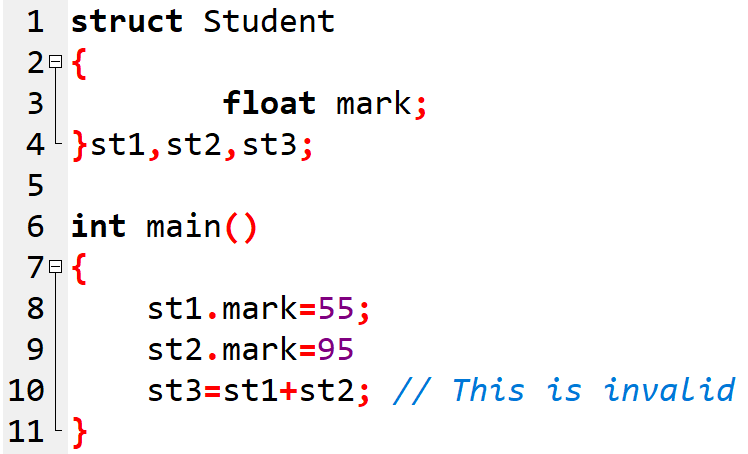 1 struct Student
2 {
3 float mark;
4 }st1,st2,st3;
5
6 int main()
7 {
8 st1.mark=55;
9 st2.mark=95
10 st3=st1+st2; // This is invalid
11 }